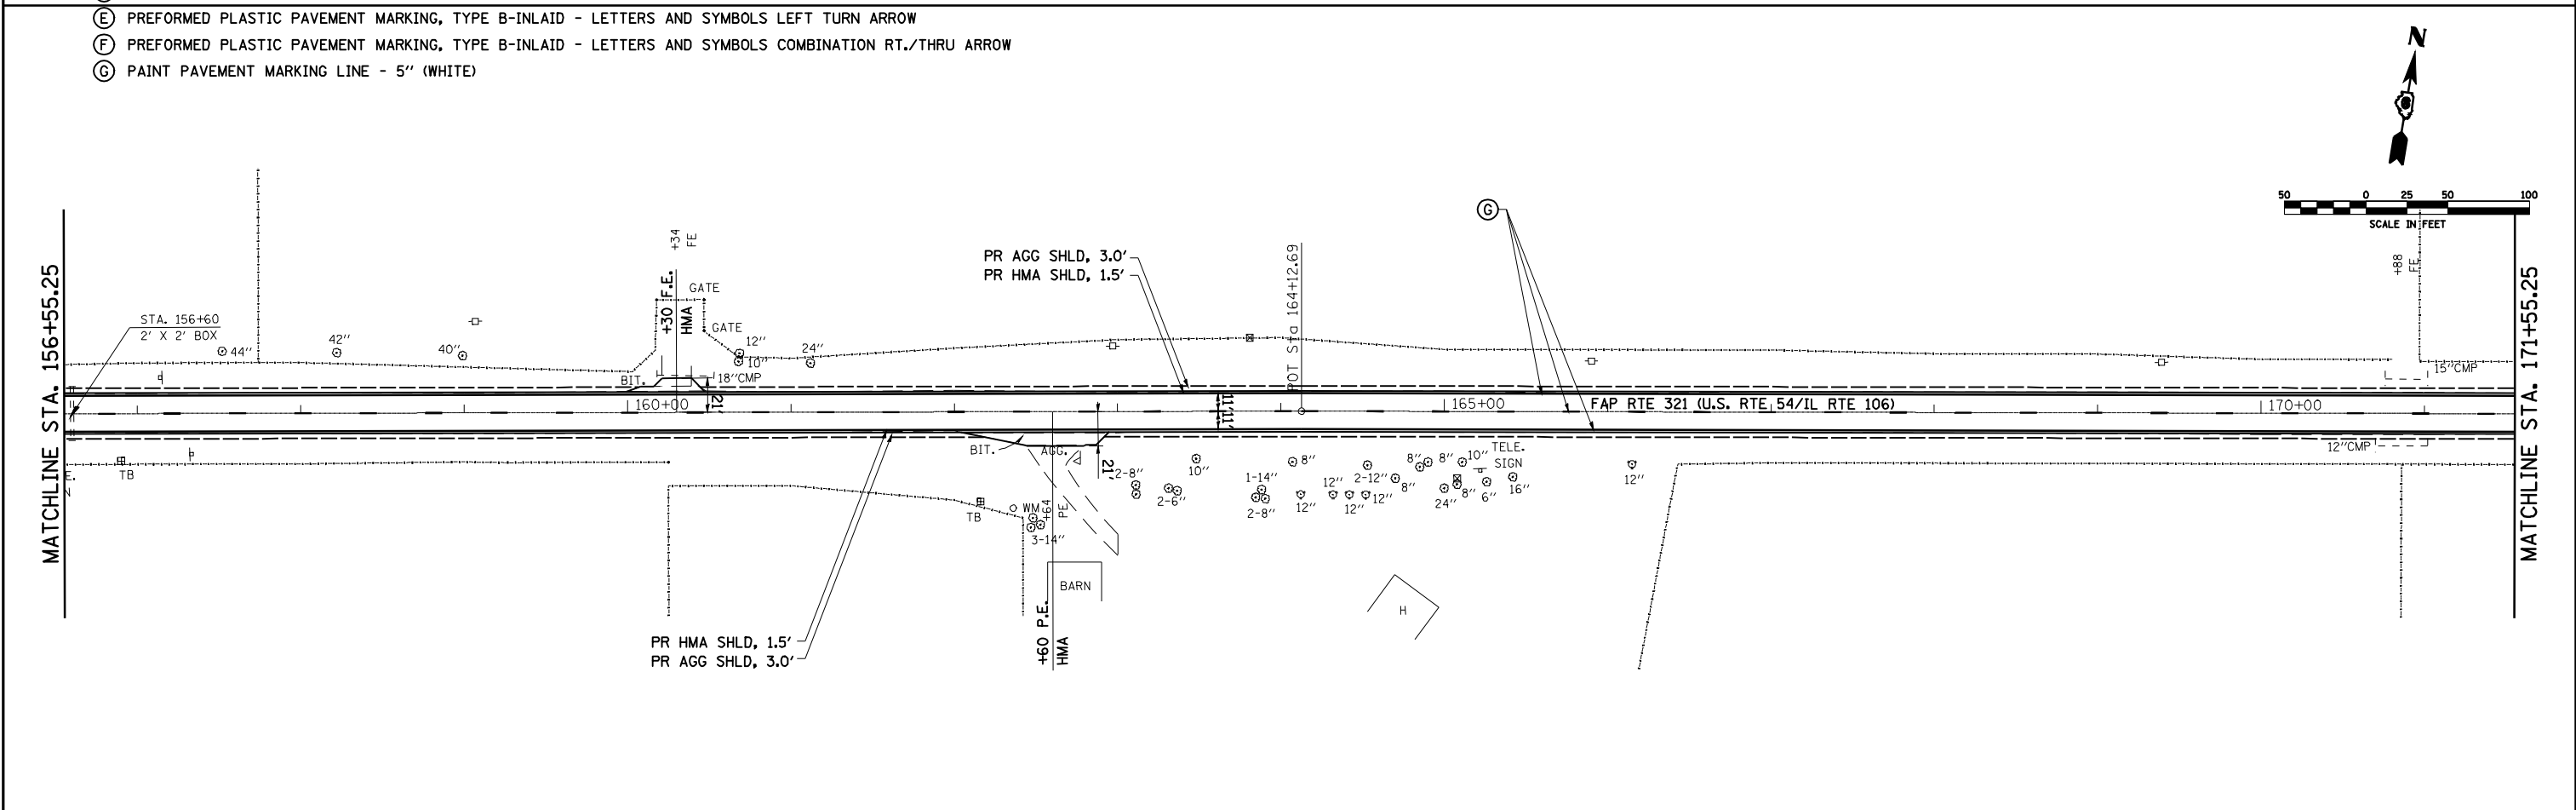 Ⓔ PREFORMED PLASTIC PAVEMENT MARKING, TYPE B-INLAID - LETTERS AND SYMBOLS LEFT TURN ARROW
Ⓕ PREFORMED PLASTIC PAVEMENT MARKING, TYPE B-INLAID - LETTERS AND SYMBOLS COMBINATION RT./THRU ARROW
Ⓖ PAINT PAVEMENT MARKING LINE - 5" (WHITE)
N
50 0 25 50 100
SCALE IN FEET
MATCHLINE STA. 156+55.25
STA. 156+60
2' X 2' BOX
44"
42"
40"
+34
FE
+30 F.E.
HMA
GATE
GATE
12"
10"
24"
BIT.
18"CMP
160+00
21'
PR AGG SHLD, 3.0'
PR HMA SHLD, 1.5'
POT Sta 164+12.69
Ⓖ
11'
11'
165+00
FAP RTE 321 (U.S. RTE 54/IL RTE 106)
170+00
+88
FE
15"CMP
12"CMP
MATCHLINE STA. 171+55.25
E.
TB
BIT.
AGG.
21'
2-8"
2-6"
10"
8"
1-14"
2-8"
12"
12"
12"
12"
2-12"
8"
8"
8"
10"
TELE.
SIGN
24"
8"
6"
16"
12"
TB
WM
+64
PE
3-14"
BARN
H
+60 P.E.
HMA
PR HMA SHLD, 1.5'
PR AGG SHLD, 3.0'